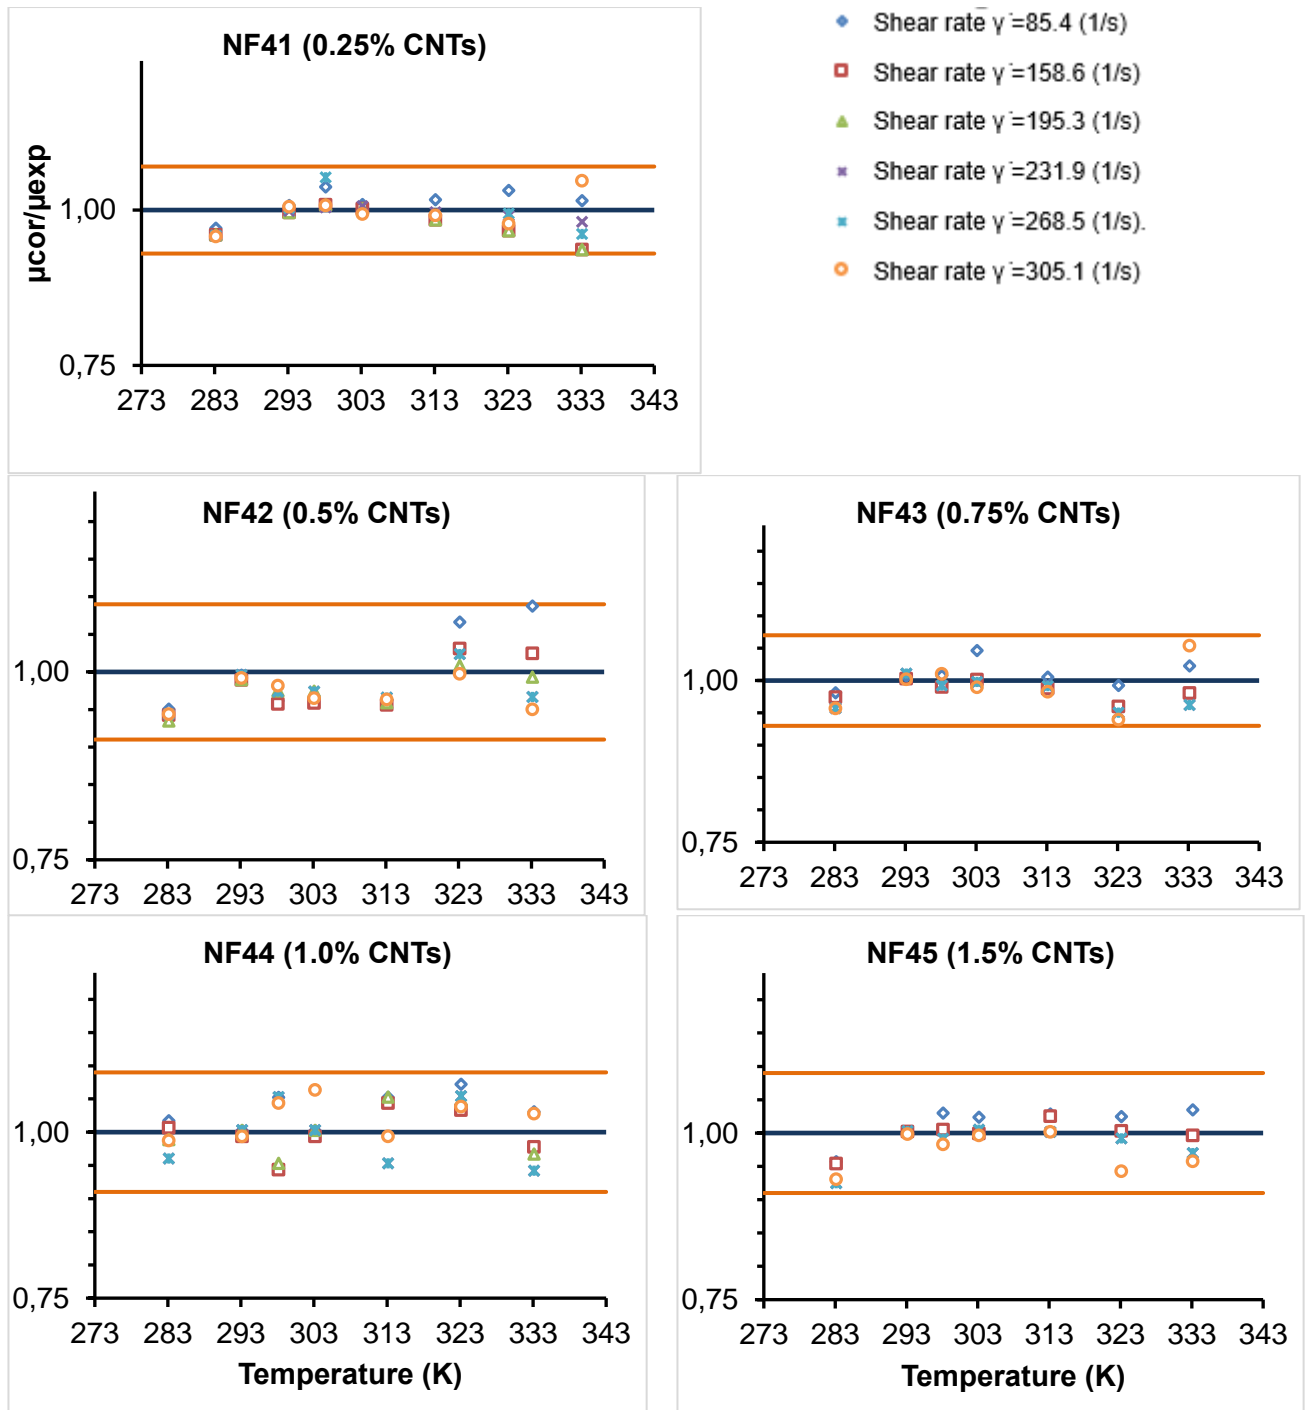 NF41 (0.25% CNTs)
µcor/µexp
1,00
0,75
273 283 293 303 313 323 333 343
Shear rate γ˙=85.4 (1/s)
Shear rate γ˙=158.6 (1/s)
Shear rate γ˙=195.3 (1/s)
Shear rate γ˙=231.9 (1/s)
Shear rate γ˙=268.5 (1/s).
Shear rate γ˙=305.1 (1/s)
NF42 (0.5% CNTs)
1,00
0,75
273 283 293 303 313 323 333 343
NF43 (0.75% CNTs)
1,00
0,75
273 283 293 303 313 323 333 343
NF44 (1.0% CNTs)
1,00
0,75
273 283 293 303 313 323 333 343
Temperature (K)
NF45 (1.5% CNTs)
1,00
0,75
273 283 293 303 313 323 333 343
Temperature (K)